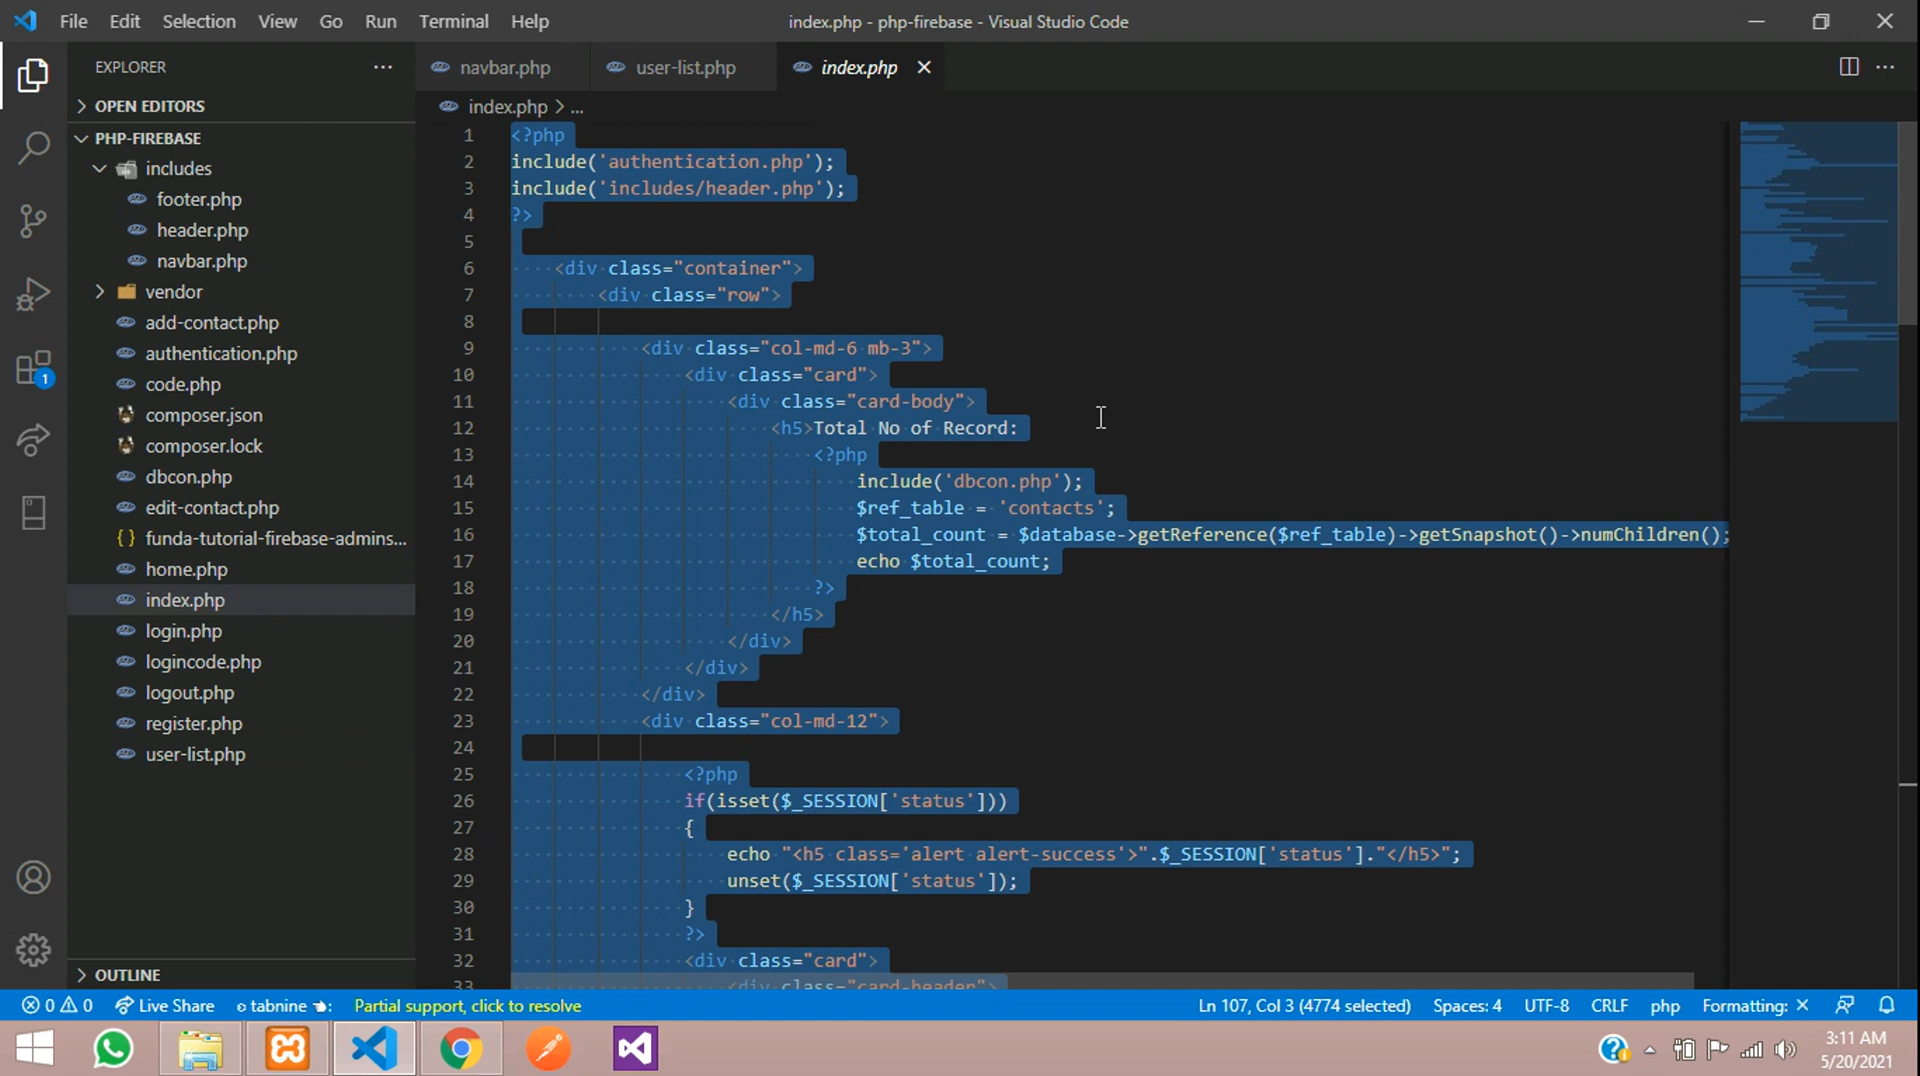 File Edit Selection View Go Run Terminal Help
index.php - php-firebase - Visual Studio Code
EXPLORER
OPEN EDITORS
PHP-FIREBASE
includes
footer.php
header.php
navbar.php
vendor
add-contact.php
authentication.php
code.php
composer.json
composer.lock
dbcon.php
edit-contact.php
{} funda-tutorial-firebase-admins...
home.php
index.php
login.php
logincode.php
logout.php
register.php
user-list.php
OUTLINE
1
navbar.php user-list.php index.php
index.php > ...
1 <?php
2 include('authentication.php');
3 include('includes/header.php');
4 ?>
5
6 <div class="container">
7 <div class="row">
8
9 <div class="col-md-6 mb-3">
10 <div class="card">
11 <div class="card-body">
12 <h5>Total No of Record:
13 <?php
14 include('dbcon.php');
15 $ref_table = 'contacts';
16 $total_count = $database->getReference($ref_table)->getSnapshot()->numChildren();
17 echo $total_count;
18 ?>
19 </h5>
20 </div>
21 </div>
22 </div>
23 <div class="col-md-12">
24
25 <?php
26 if(isset($_SESSION['status']))
27 {
28 echo "<h5 class='alert alert-success'>".$_SESSION['status']."</h5>";
29 unset($_SESSION['status']);
30 }
31 ?>
32 <div class="card">
33 <div class="card-header">
0 0 Live Share tabnine Partial support, click to resolve
Ln 107, Col 3 (4774 selected) Spaces: 4 UTF-8 CRLF php Formatting: ×
3:11 AM
5/20/2021